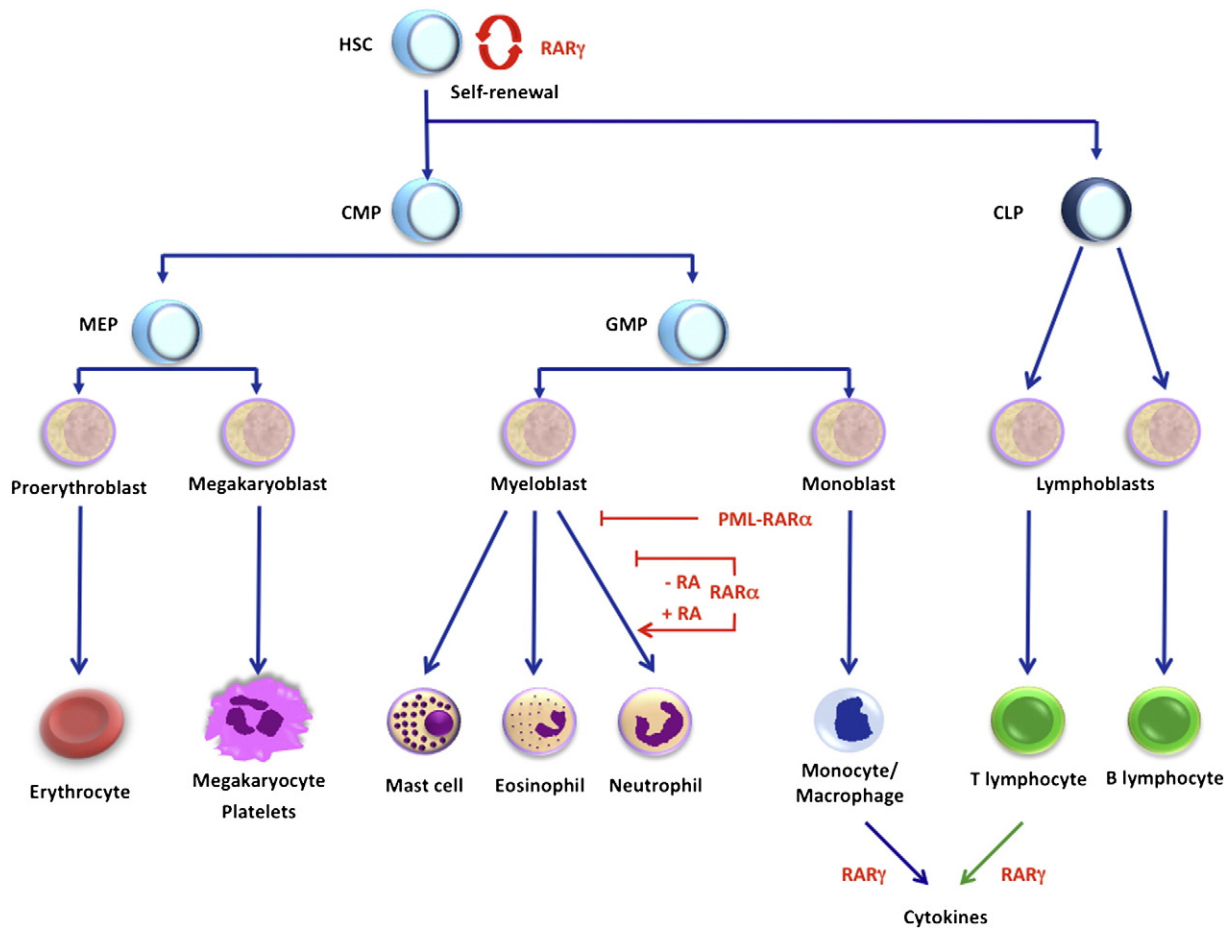 HSC
RARγ
Self-renewal
CMP
CLP
MEP
GMP
Proerythroblast
Megakaryoblast
Myeloblast
Monoblast
Lymphoblasts
PML-RARα
- RA
RARα
+ RA
Erythrocyte
Megakaryocyte
Platelets
Mast cell
Eosinophil
Neutrophil
Monocyte/
Macrophage
T lymphocyte
B lymphocyte
RARγ
RARγ
Cytokines